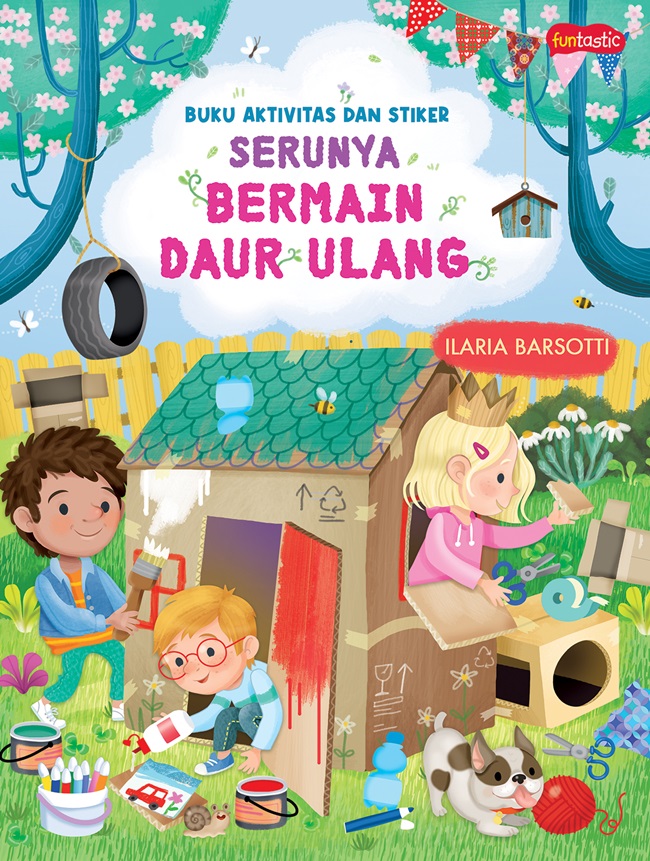 funtastic
BUKU AKTIVITAS DAN STIKER
SERUNYA
BERMAIN
DAUR ULANG
ILARIA BARSOTTI